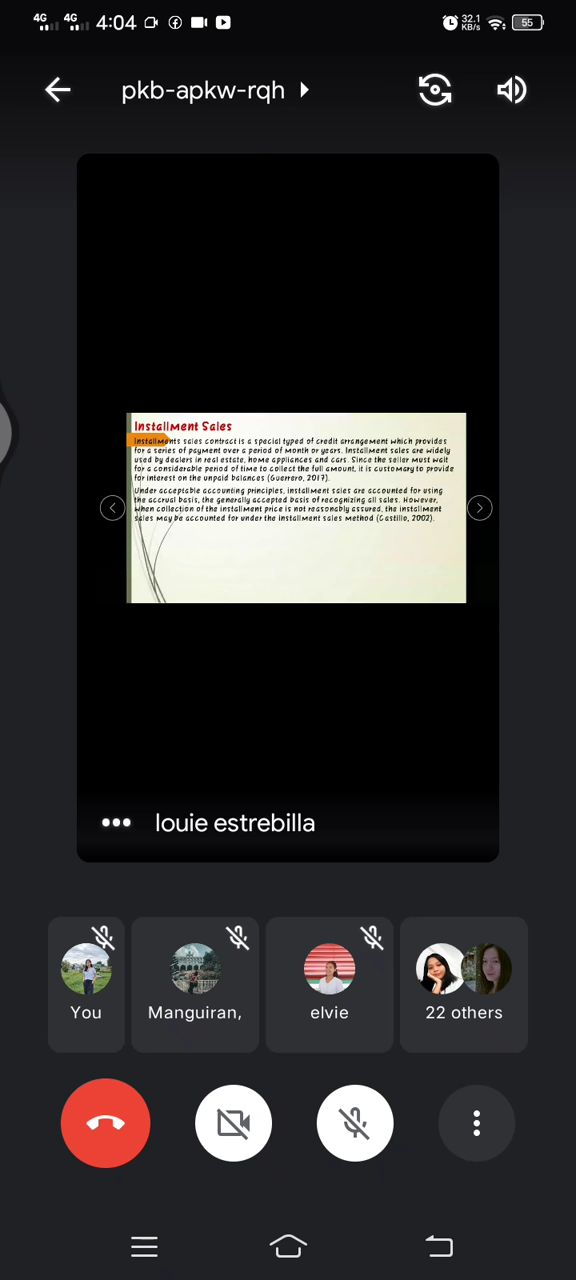 4G 4G 4:04 32.1 KB/s 55
pkb-apkw-rqh
Installment Sales
Installments sales contract is a special typed of credit arrangement which provides
for a series of payment over a period of month or years. Installment sales are widely
used by dealers in real estate, home appliances and cars. Since the seller must wait
for a considerable period of time to collect the full amount, it is customary to provide
for interest on the unpaid balances (Guerrero, 2017).
Under acceptable accounting principles, installment sales are accounted for using
the accrual basis, the generally accepted basis of recognizing all sales. However,
when collection of the installment price is not reasonably assured, the installment
sales may be accounted for under the installment sales method (Castillo, 2002).
louie estrebilla
You Manguiran, elvie 22 others